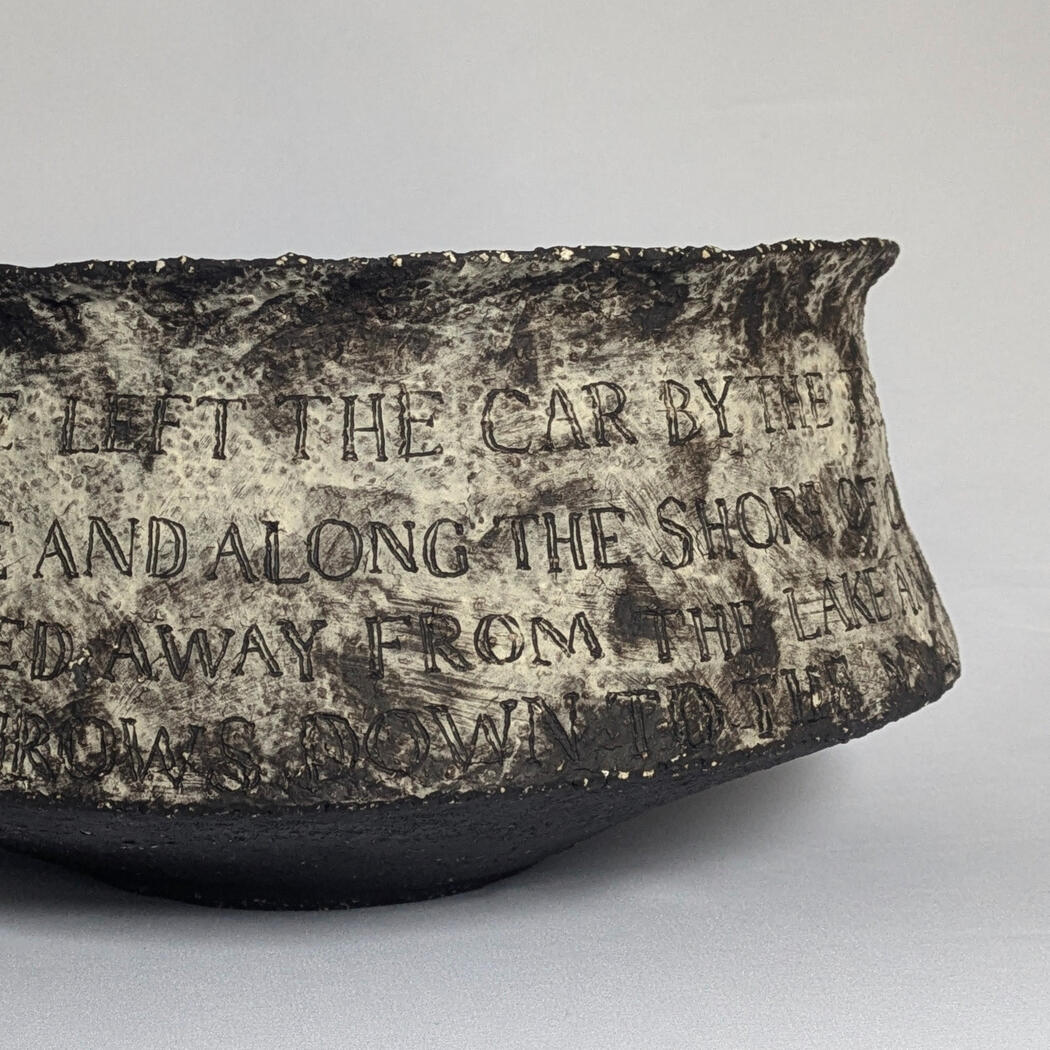 LEFT THE CAR BY THE
AND ALONG THE SHORE OF
AWAY FROM THE LAKE
DOWN TO THE